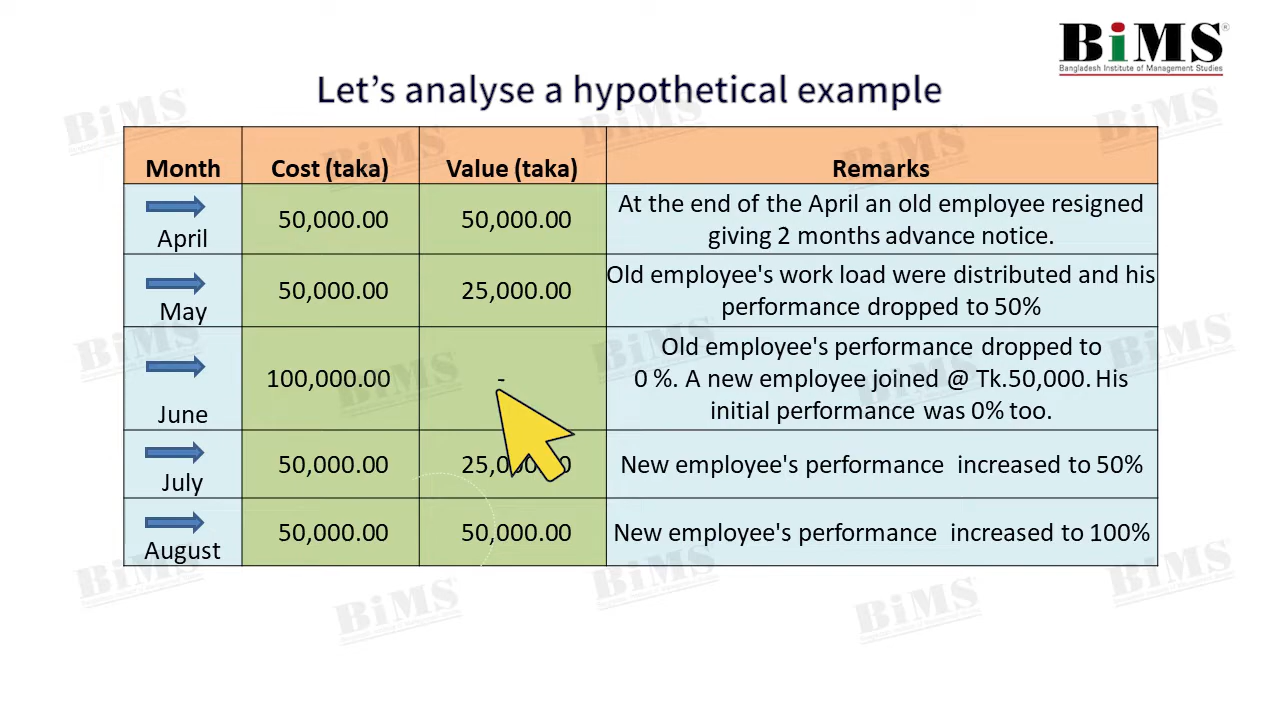 BiMS
Bangladesh Institute of Management Studies
Let's analyse a hypothetical example
Month Cost (taka) Value (taka) Remarks
April 50,000.00 50,000.00 At the end of the April an old employee resigned
giving 2 months advance notice.
May 50,000.00 25,000.00 Old employee's work load were distributed and his
performance dropped to 50%
June 100,000.00 - Old employee's performance dropped to
0 %. A new employee joined @ Tk.50,000. His
initial performance was 0% too.
July 50,000.00 New employee's performance increased to 50%
August 50,000.00 50,000.00 New employee's performance increased to 100%